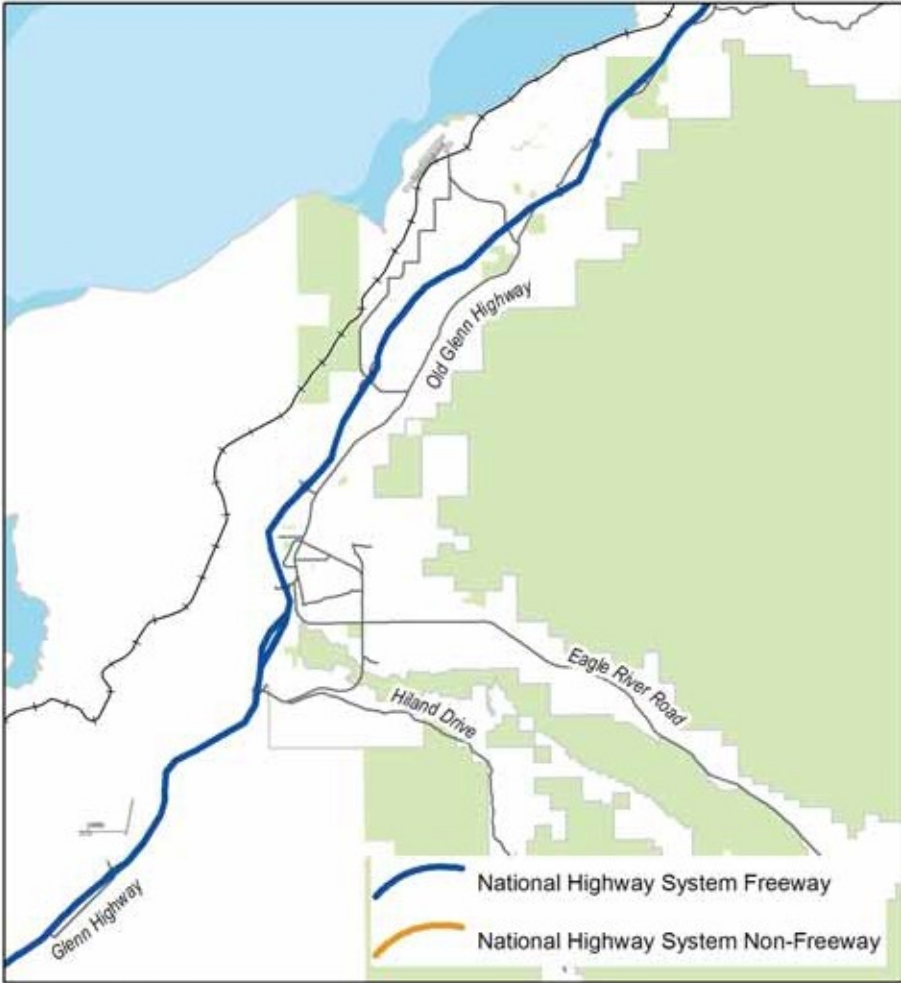 Old Glenn Highway
Eagle River Road
Hiland Drive
Glenn Highway
National Highway System Freeway
National Highway System Non-Freeway